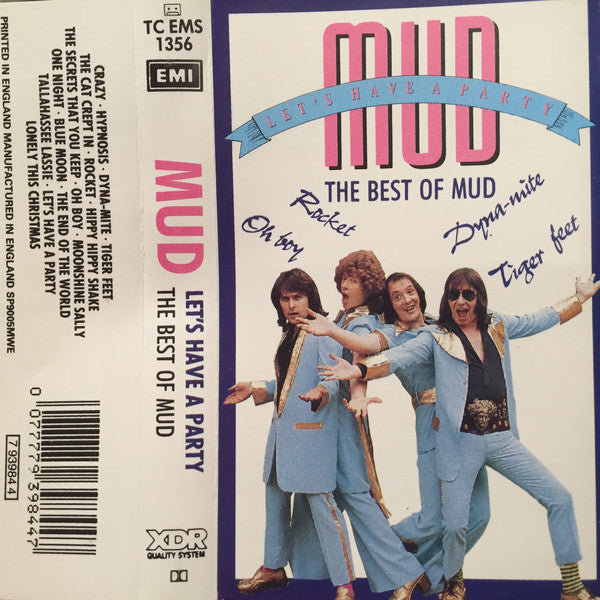 PRINTED IN ENGLAND MANUFACTURED IN ENGLAND SP9005MWE
CRAZY · HYPNOSIS · DYNA-MITE · TIGER FEET
THE CAT CREPT IN · ROCKET · HIPPY HIPPY SHAKE
THE SECRETS THAT YOU KEEP · OH BOY · MOONSHINE SALLY
ONE NIGHT · BLUE MOON · THE END OF THE WORLD
TALLAHASSEE LASSIE · LET'S HAVE A PARTY
LONELY THIS CHRISTMAS
0 077779 398447
7 93984 4
TC EMS
1356
EMI
MUD
LET'S HAVE A PARTY
THE BEST OF MUD
XDR
QUALITY SYSTEM
MUD
LET'S HAVE A PARTY
THE BEST OF MUD
Rocket
Oh boy
Dyna-mite
Tiger feet